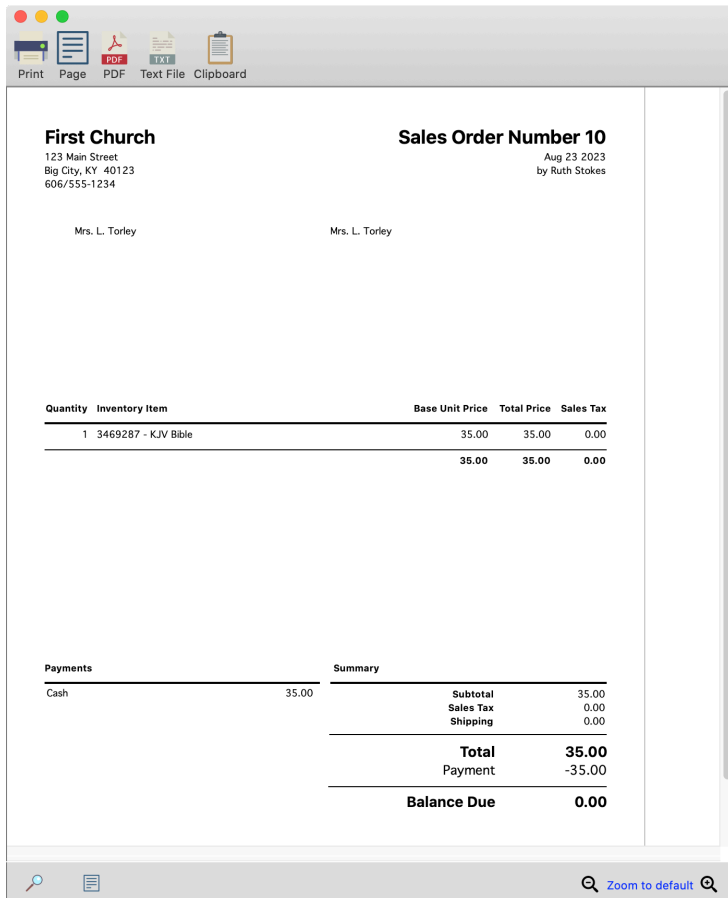 PDF
TXT
Print Page PDF Text File Clipboard
First Church Sales Order Number 10
123 Main Street Aug 23 2023
Big City, KY 40123 by Ruth Stokes
606/555-1234
Mrs. L. Torley Mrs. L. Torley
Quantity Inventory Item Base Unit Price Total Price Sales Tax
1 3469287 - KJV Bible 35.00 35.00 0.00
35.00 35.00 0.00
Payments Summary
Cash 35.00 Subtotal 35.00
Sales Tax 0.00
Shipping 0.00
Total 35.00
Payment -35.00
Balance Due 0.00
Zoom to default